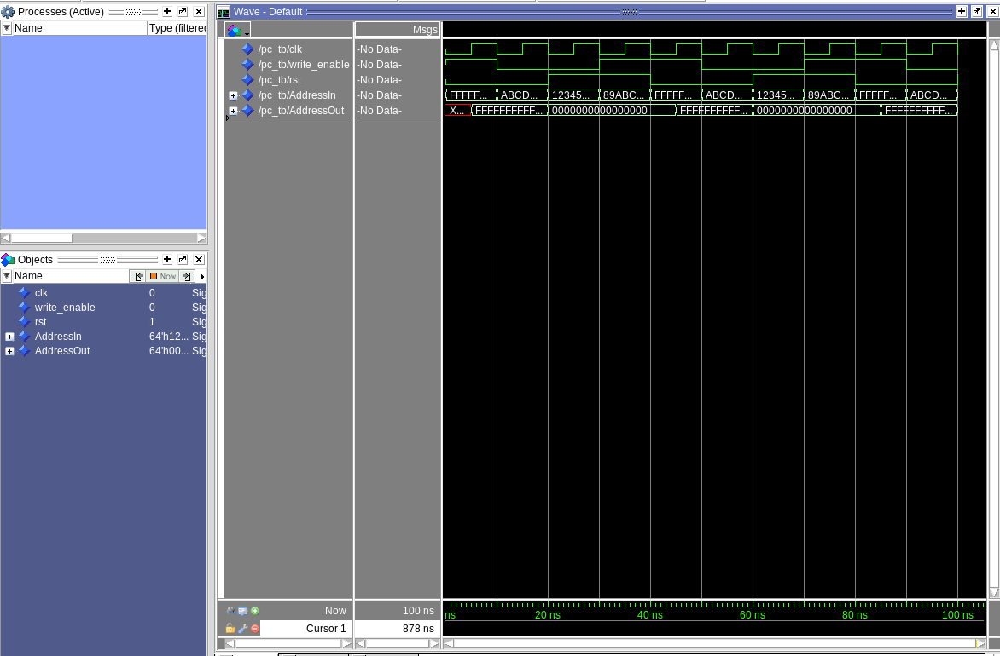 Processes (Active)
Name Type (filtered
Objects
Name Now
clk 0 Sig
write_enable 0 Sig
rst 1 Sig
AddressIn 64'h12... Sig
AddressOut 64'h00... Sig
Wave - Default
Msgs
/pc_tb/clk -No Data-
/pc_tb/write_enable -No Data-
/pc_tb/rst -No Data-
/pc_tb/AddressIn -No Data- FFFFF... ABCD... 12345... 89ABC... FFFFF... ABCD... 12345... 89ABC... FFFFF... ABCD...
/pc_tb/AddressOut -No Data- X... FFFFFFFFFF... 0000000000000000 FFFFFFFFFF... 0000000000000000 FFFFFFFFFF...
Now 100 ns
Cursor 1 878 ns
ns 20 ns 40 ns 60 ns 80 ns 100 ns